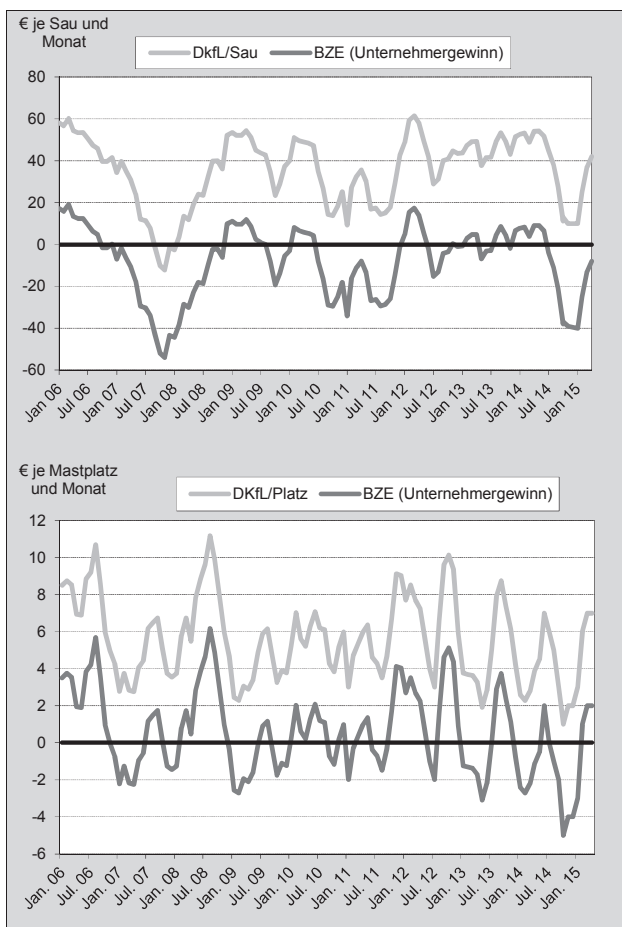 € je Sau und
Monat
DkfL/Sau BZE (Unternehmergewinn)
80
60
40
20
0
-20
-40
-60
Jan 06 Jul 06 Jan 07 Jul 07 Jan 08 Jul 08 Jan 09 Jul 09 Jan 10 Jul 10 Jan 11 Jul 11 Jan 12 Jul 12 Jan 13 Jul 13 Jan 14 Jul 14 Jan 15
€ je Mastplatz
und Monat
DKfL/Platz BZE (Unternehmergewinn)
12
10
8
6
4
2
0
-2
-4
-6
Jan. 06 Jul. 06 Jan. 07 Jul. 07 Jan. 08 Jul. 08 Jan. 09 Jul. 09 Jan. 10 Jul. 10 Jan. 11 Jul. 11 Jan. 12 Jul. 12 Jan. 13 Jul. 13 Jan. 14 Jul. 14 Jan. 15